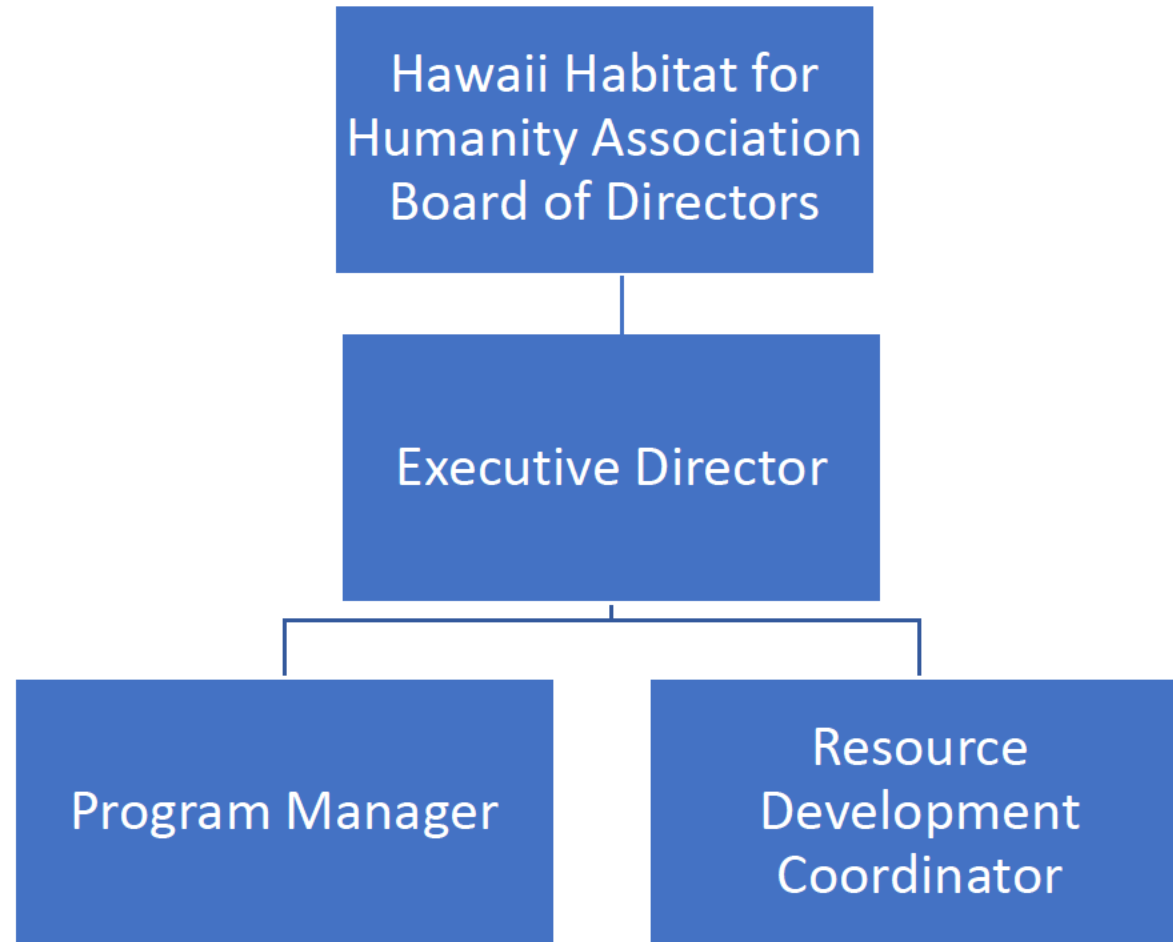 Hawaii Habitat for
Humanity Association
Board of Directors
Executive Director
Program Manager
Resource
Development
Coordinator